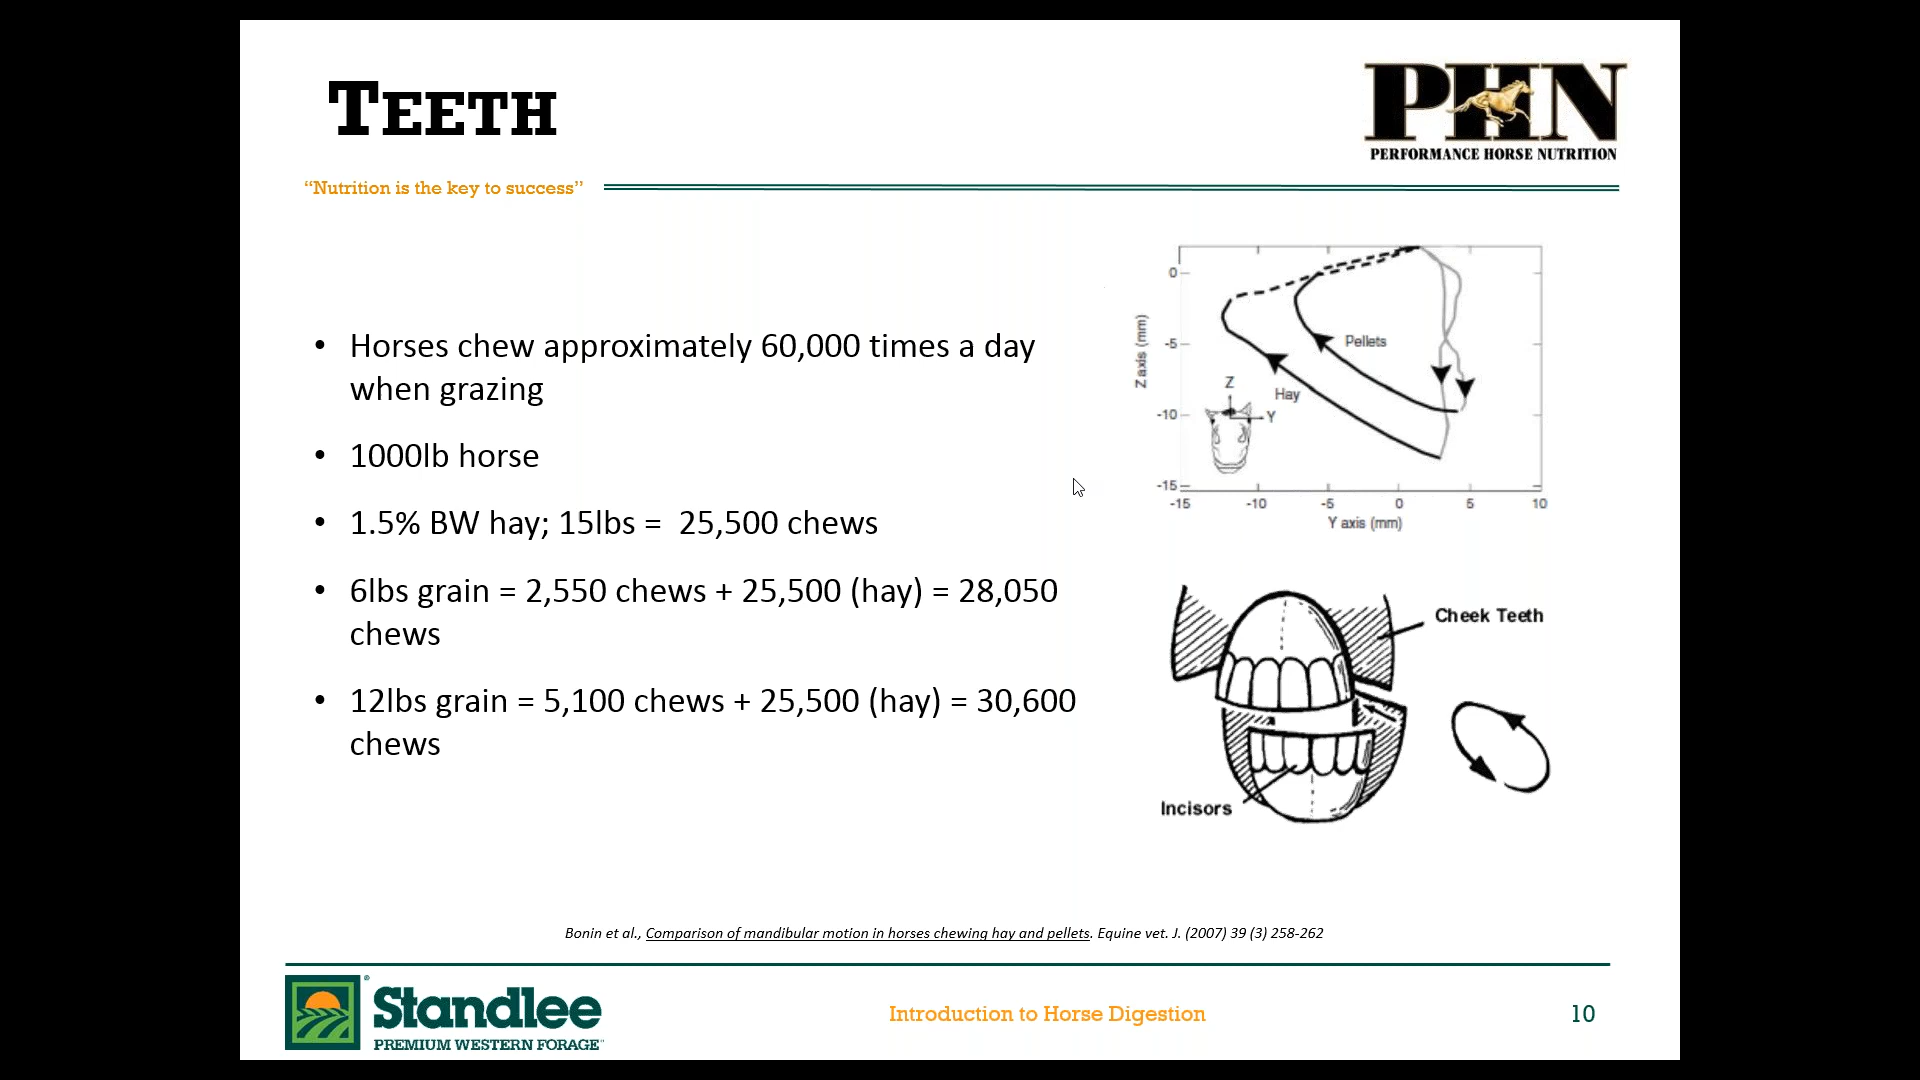 TEETH
PHN
PERFORMANCE HORSE NUTRITION
“Nutrition is the key to success”
• Horses chew approximately 60,000 times a day
when grazing
• 1000lb horse
• 1.5% BW hay; 15lbs = 25,500 chews
• 6lbs grain = 2,550 chews + 25,500 (hay) = 28,050
chews
• 12lbs grain = 5,100 chews + 25,500 (hay) = 30,600
chews
0
-5
-10
-15
Z axis (mm)
Pellets
Hay
Z
Y
-15 -10 -5 0 5 10
Y axis (mm)
Cheek Teeth
Incisors
Bonin et al., Comparison of mandibular motion in horses chewing hay and pellets. Equine vet. J. (2007) 39 (3) 258-262
Standlee®
PREMIUM WESTERN FORAGE™
Introduction to Horse Digestion
10